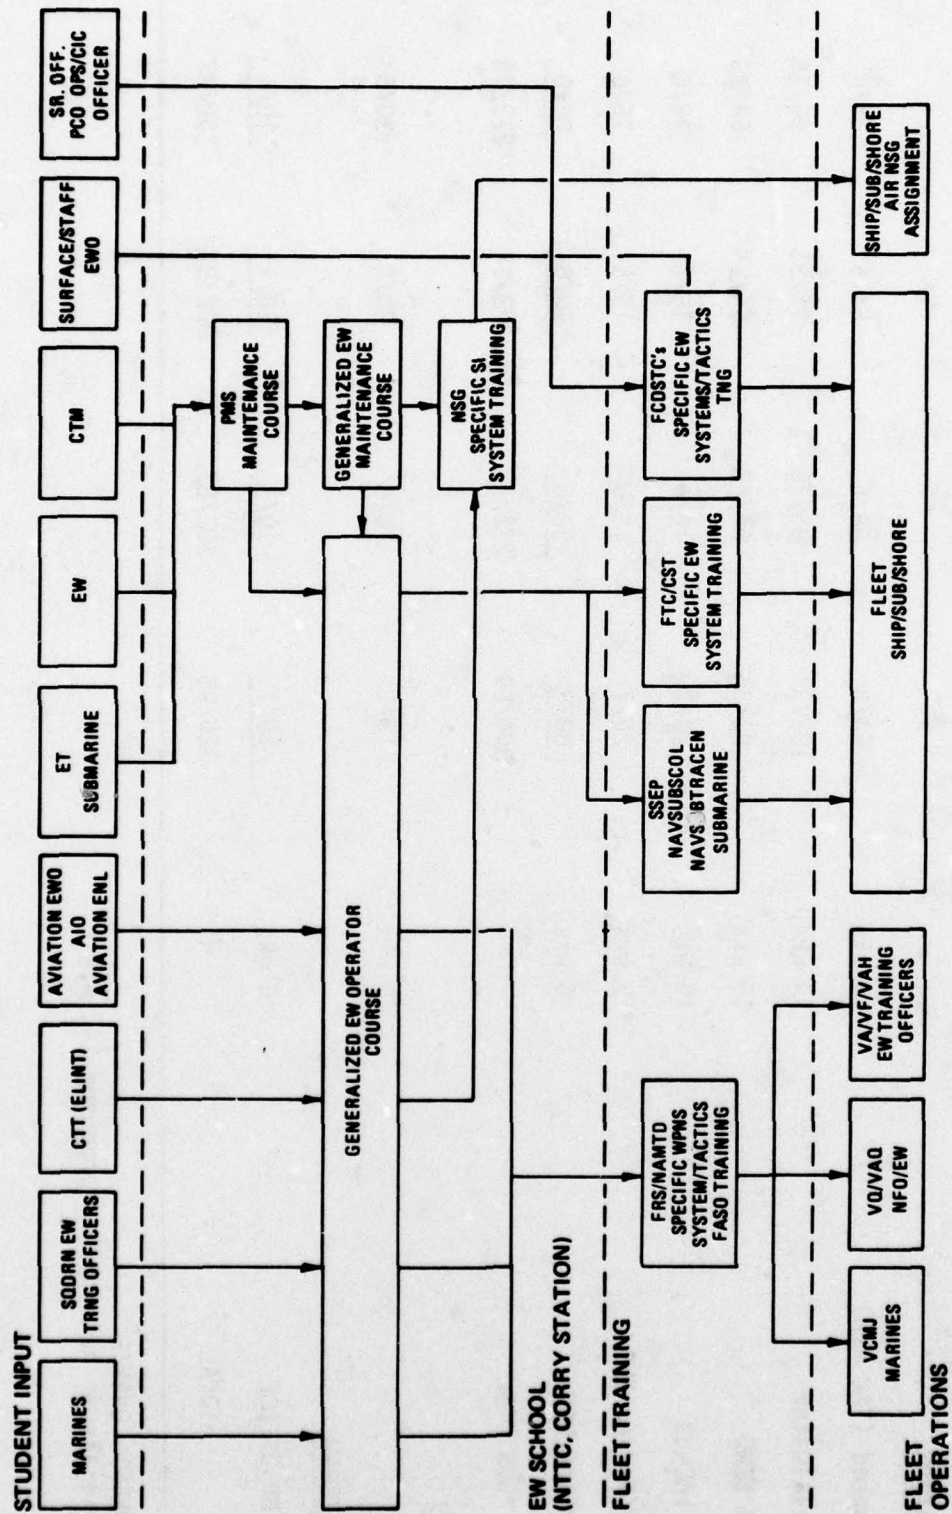 STUDENT INPUT
MARINES
SQDRN EW
TRNG OFFICERS
CTT (ELINT)
AVIATION EWO
AIO
AVIATION ENL
ET
SUBMARINE
EW
CTM
SURFACE/STAFF
EWO
SR. OFF.
PCO OPS/CIC
OFFICER
PMS
MAINTENANCE
COURSE
GENERALIZED EW
MAINTENANCE
COURSE
GENERALIZED EW OPERATOR
COURSE
NSG
SPECIFIC SI
SYSTEM TRAINING
EW SCHOOL
(NTTC, CORRY STATION)
FLEET TRAINING
FRS/NAMTD
SPECIFIC WPNS
SYSTEM/TACTICS
FASO TRAINING
SSEP
NAVSUBSCOL
NAVSUBTRACEN
SUBMARINE
FTC/CST
SPECIFIC EW
SYSTEM TRAINING
FCDSTC's
SPECIFIC EW
SYSTEMS/TACTICS
TNG
FLEET
OPERATIONS
VCMJ
MARINES
VQ/VAQ
NFO/EW
VA/VF/VAH
EW TRAINING
OFFICERS
FLEET
SHIP/SUB/SHORE
SHIP/SUB/SHORE
AIR NSG
ASSIGNMENT